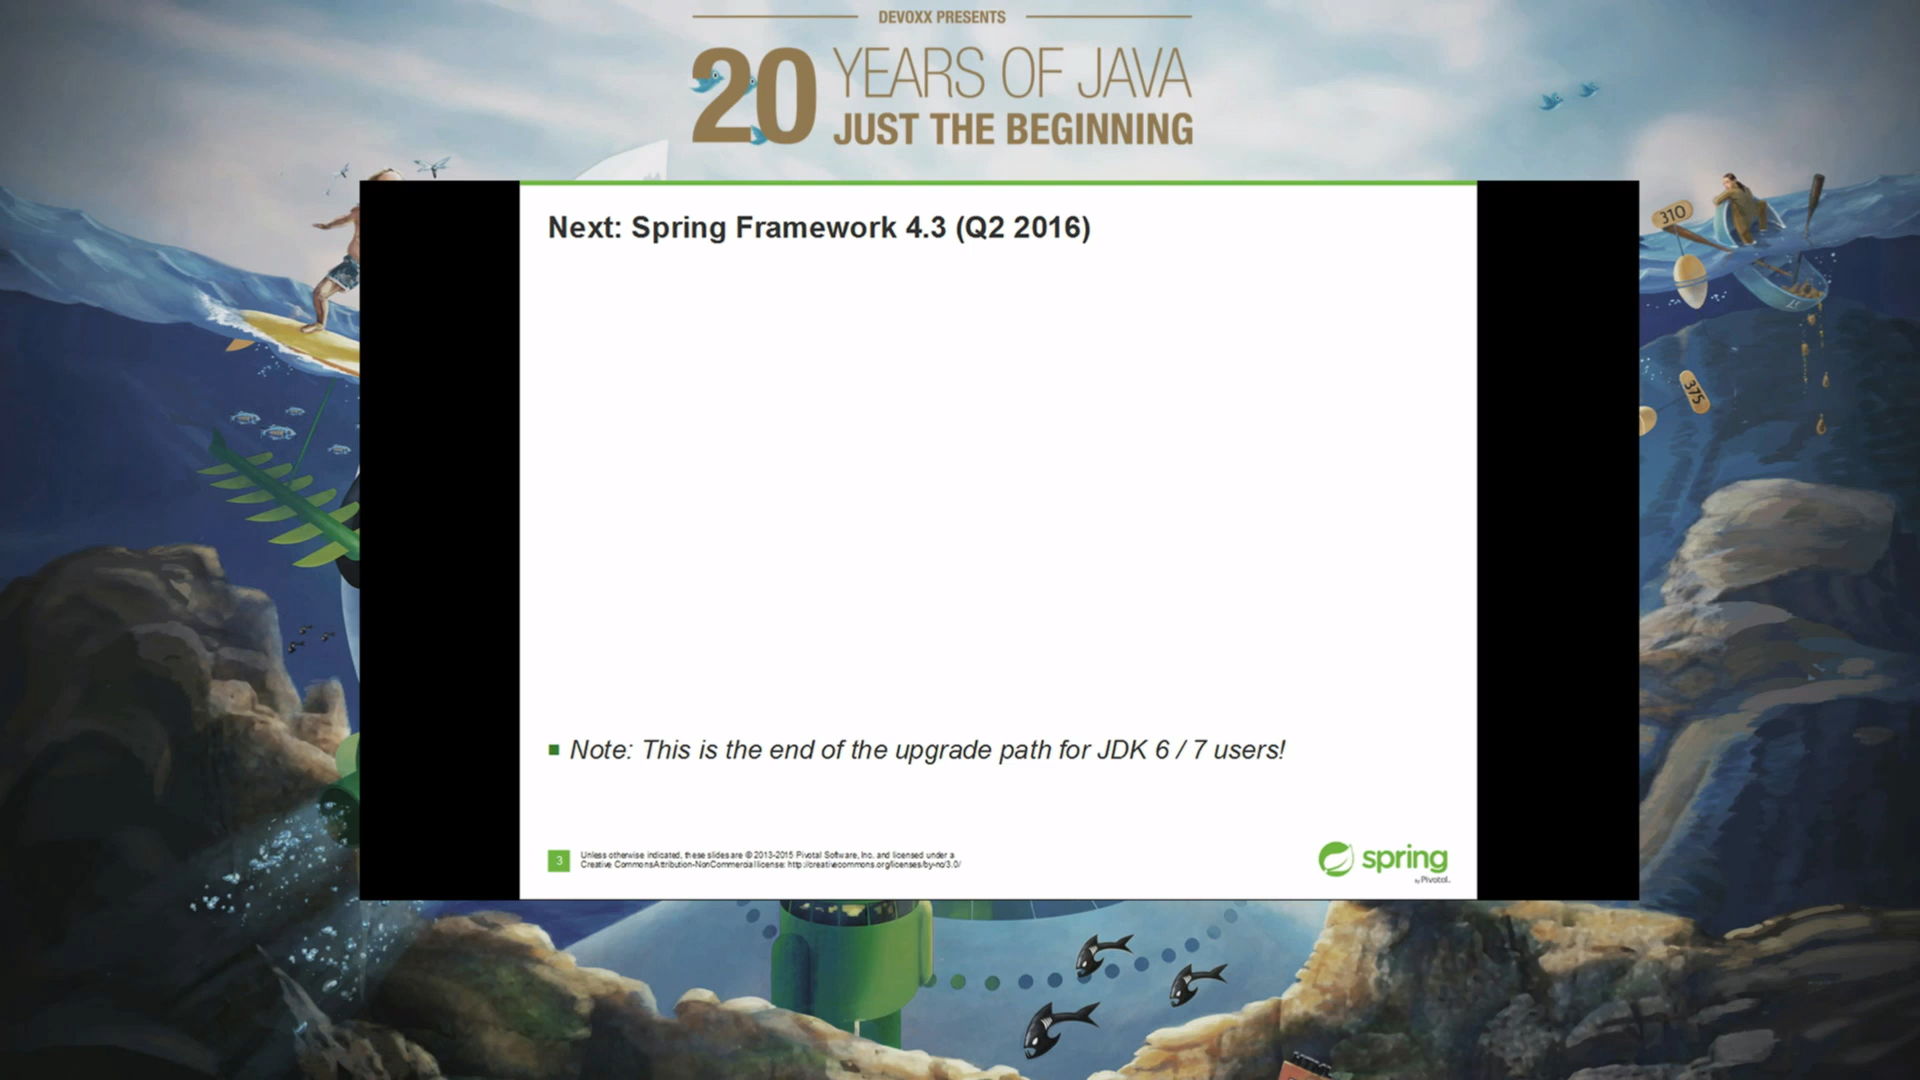 DEVOXX PRESENTS
20 YEARS OF JAVA
JUST THE BEGINNING
310
375
Next: Spring Framework 4.3 (Q2 2016)
Note: This is the end of the upgrade path for JDK 6 / 7 users!
3
Unless otherwise indicated, these slides are © 2013-2015 Pivotal Software, Inc. and licensed under a
Creative Commons Attribution-NonCommercial license: http://creativecommons.org/licenses/by-nc/3.0/
spring
by Pivotal.